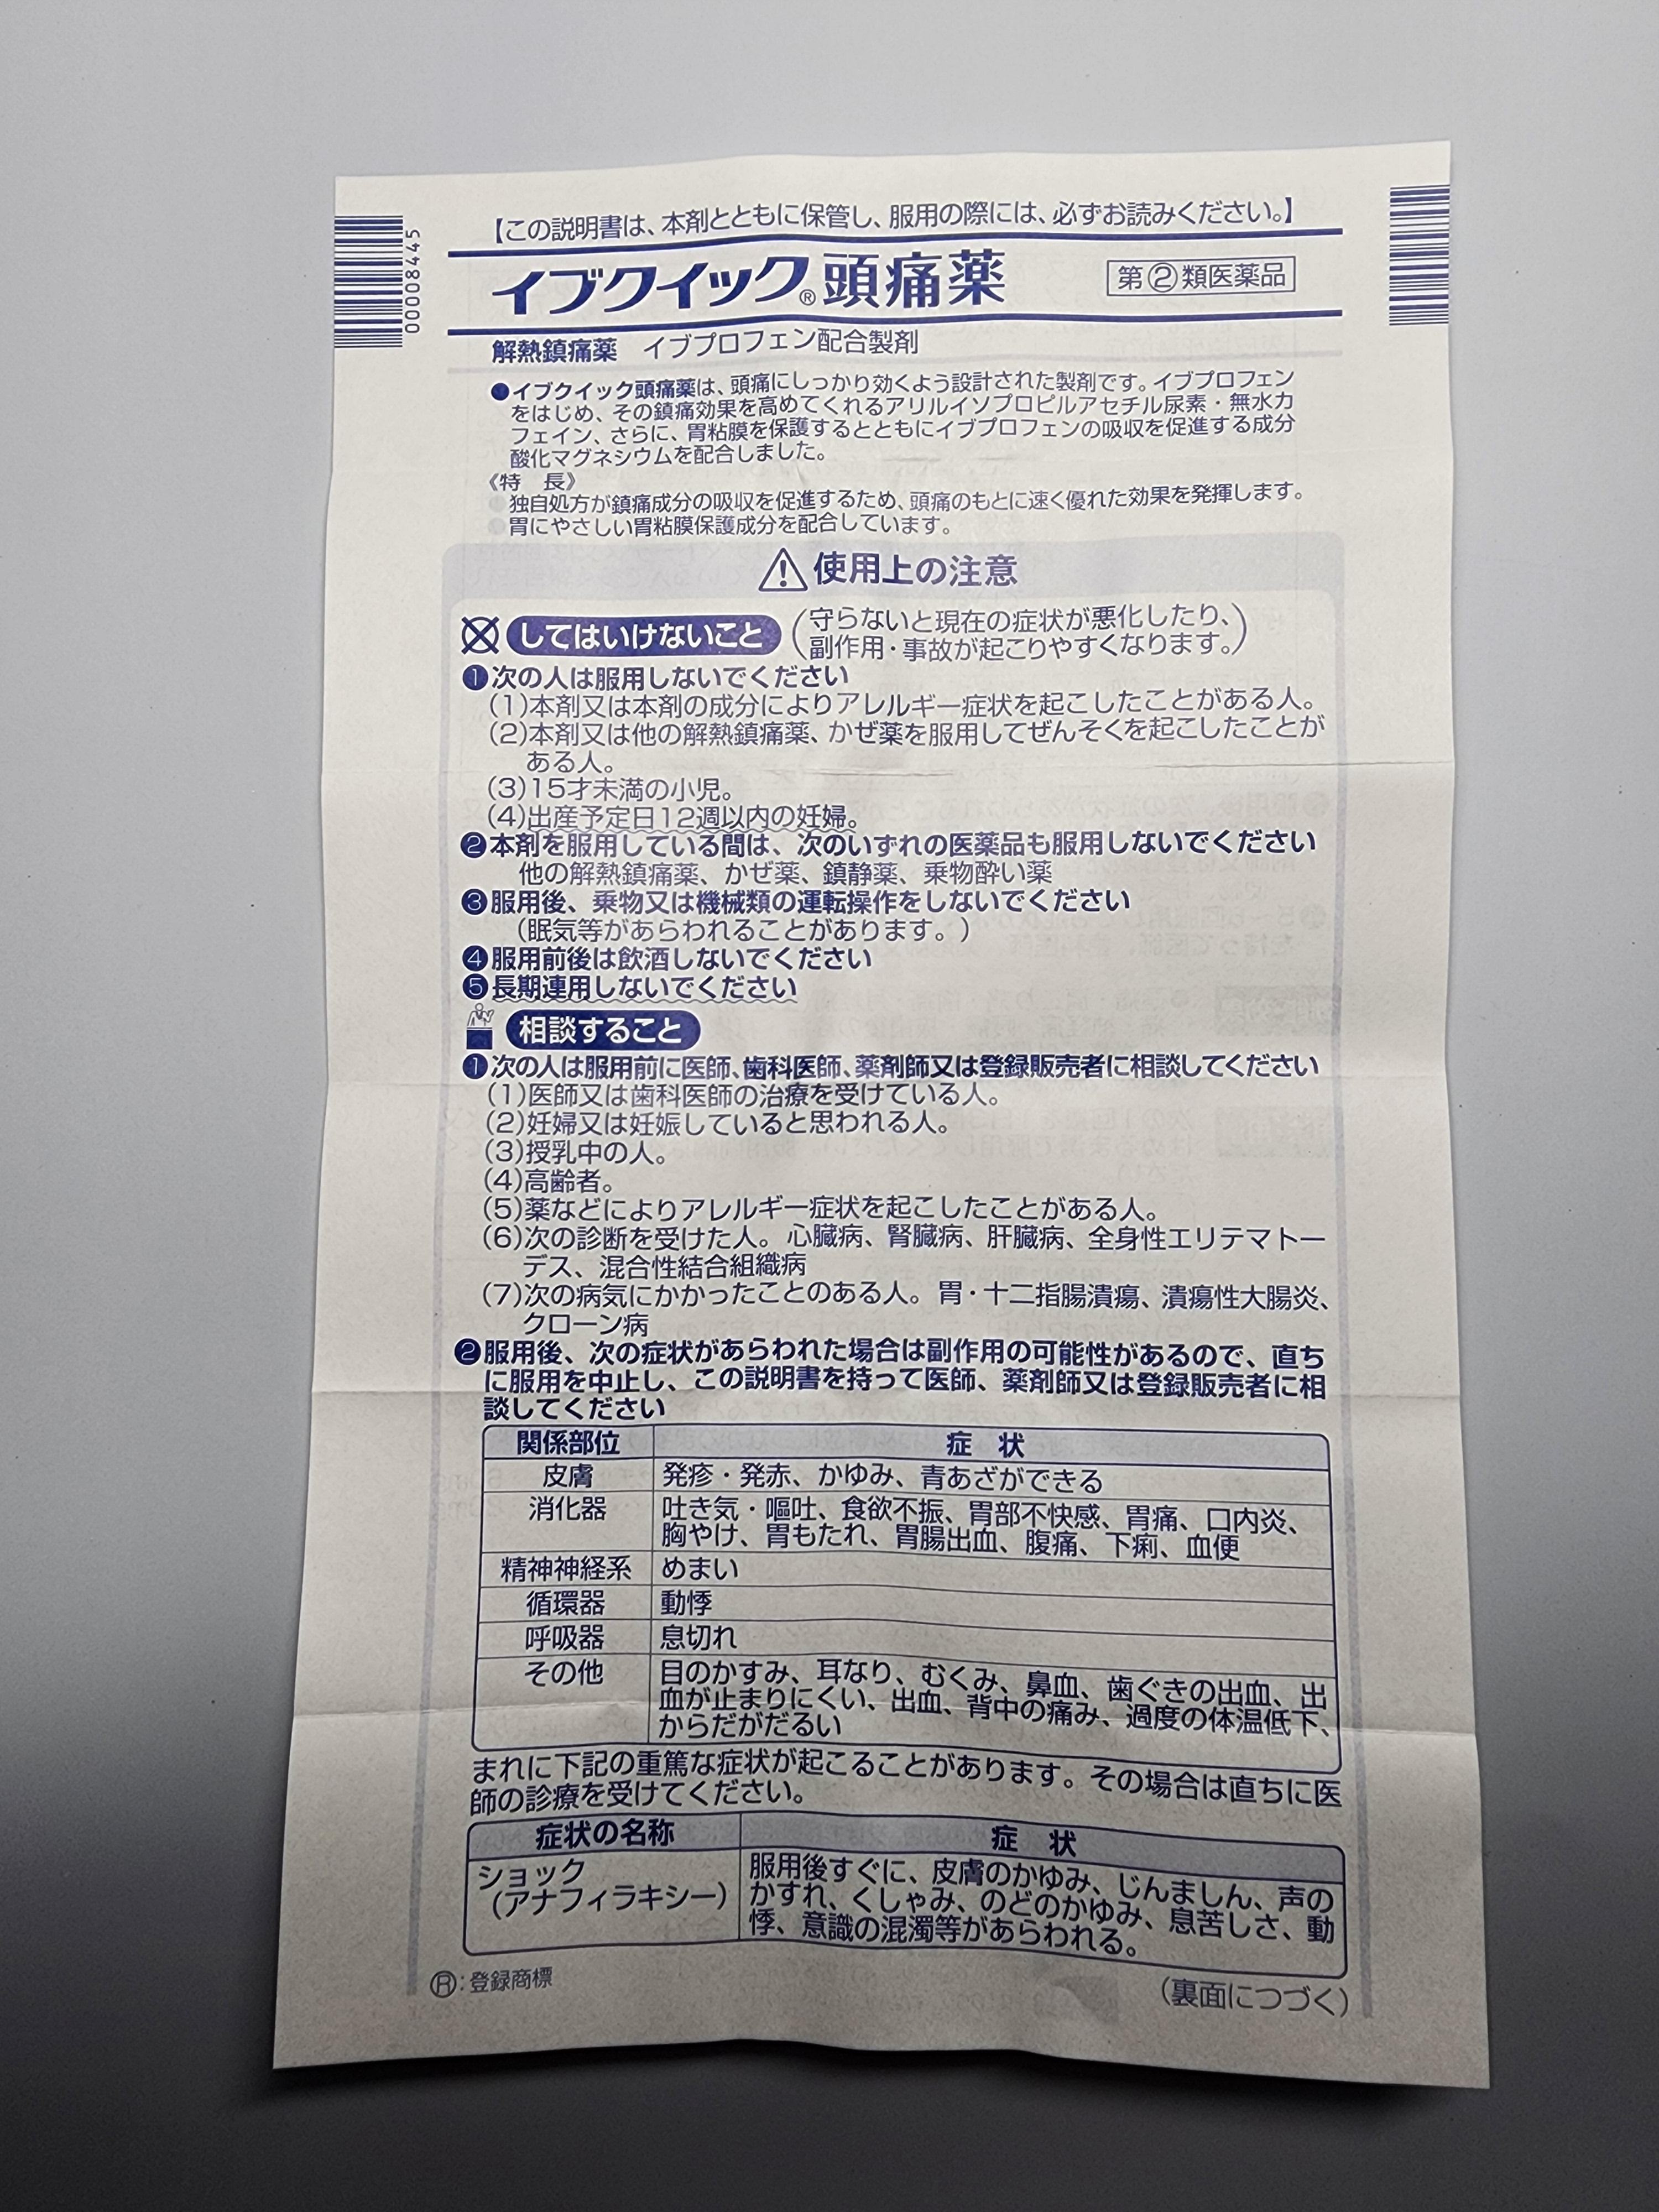 【この説明書は、本剤とともに保管し、服用の際には、必ずお読みください。】
00008445
イブクイック®頭痛薬 第②類医薬品
解熱鎮痛薬 イブプロフェン配合製剤
●イブクイック頭痛薬は、頭痛にしっかり効くよう設計された製剤です。イブプロフェン
をはじめ、その鎮痛効果を高めてくれるアリルイソプロピルアセチル尿素・無水カ
フェイン、さらに、胃粘膜を保護するとともにイブプロフェンの吸収を促進する成分
酸化マグネシウムを配合しました。
《特 長》
●独自処方が鎮痛成分の吸収を促進するため、頭痛のもとに速く優れた効果を発揮します。
●胃にやさしい胃粘膜保護成分を配合しています。
使用上の注意
してはいけないこと (守らないと現在の症状が悪化したり、
副作用・事故が起こりやすくなります。)
❶次の人は服用しないでください
(1)本剤又は本剤の成分によりアレルギー症状を起こしたことがある人。
(2)本剤又は他の解熱鎮痛薬、かぜ薬を服用してぜんそくを起こしたことが
ある人。
(3)15才未満の小児。
(4)出産予定日12週以内の妊婦。
❷本剤を服用している間は、次のいずれの医薬品も服用しないでください
他の解熱鎮痛薬、かぜ薬、鎮静薬、乗物酔い薬
❸服用後、乗物又は機械類の運転操作をしないでください
(眠気等があらわれることがあります。)
❹服用前後は飲酒しないでください
❺長期連用しないでください
相談すること
❶次の人は服用前に医師、歯科医師、薬剤師又は登録販売者に相談してください
(1)医師又は歯科医師の治療を受けている人。
(2)妊婦又は妊娠していると思われる人。
(3)授乳中の人。
(4)高齢者。
(5)薬などによりアレルギー症状を起こしたことがある人。
(6)次の診断を受けた人。心臓病、腎臓病、肝臓病、全身性エリテマトー
デス、混合性結合組織病
(7)次の病気にかかったことのある人。胃・十二指腸潰瘍、潰瘍性大腸炎、
クローン病
❷服用後、次の症状があらわれた場合は副作用の可能性があるので、直ち
に服用を中止し、この説明書を持って医師、薬剤師又は登録販売者に相
談してください
関係部位 症 状
皮膚 発疹・発赤、かゆみ、青あざができる
消化器 吐き気・嘔吐、食欲不振、胃部不快感、胃痛、口内炎、
胸やけ、胃もたれ、胃腸出血、腹痛、下痢、血便
精神神経系 めまい
循環器 動悸
呼吸器 息切れ
その他 目のかすみ、耳なり、むくみ、鼻血、歯ぐきの出血、出
血が止まりにくい、出血、背中の痛み、過度の体温低下、
からだがだるい
まれに下記の重篤な症状が起こることがあります。その場合は直ちに医
師の診療を受けてください。
症状の名称 症 状
ショック 服用後すぐに、皮膚のかゆみ、じんましん、声の
(アナフィラキシー) かすれ、くしゃみ、のどのかゆみ、息苦しさ、動
悸、意識の混濁等があらわれる。
Ⓡ:登録商標
(裏面につづく)